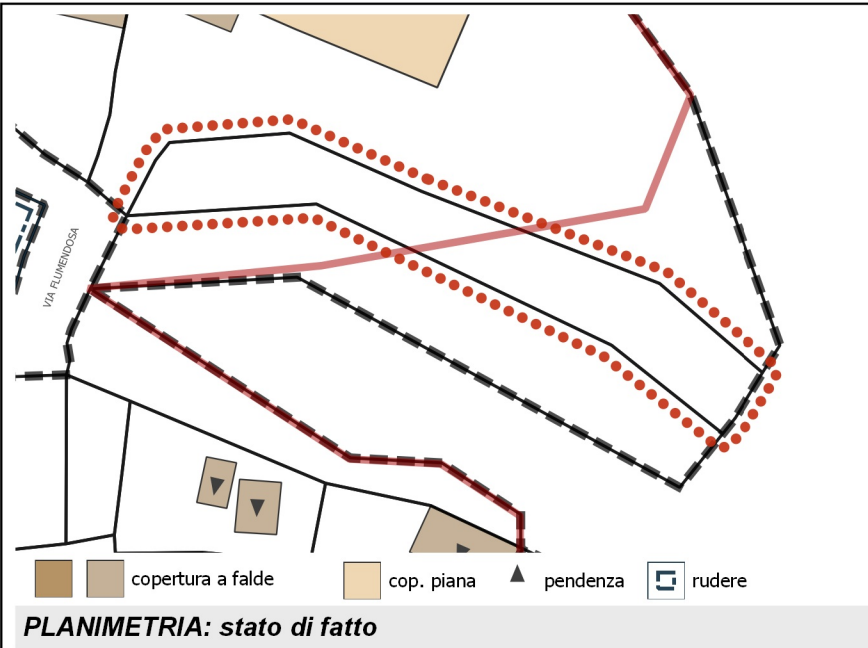 VIA FLUMENDOSA
copertura a falde
cop. piana
pendenza
rudere
PLANIMETRIA: stato di fatto